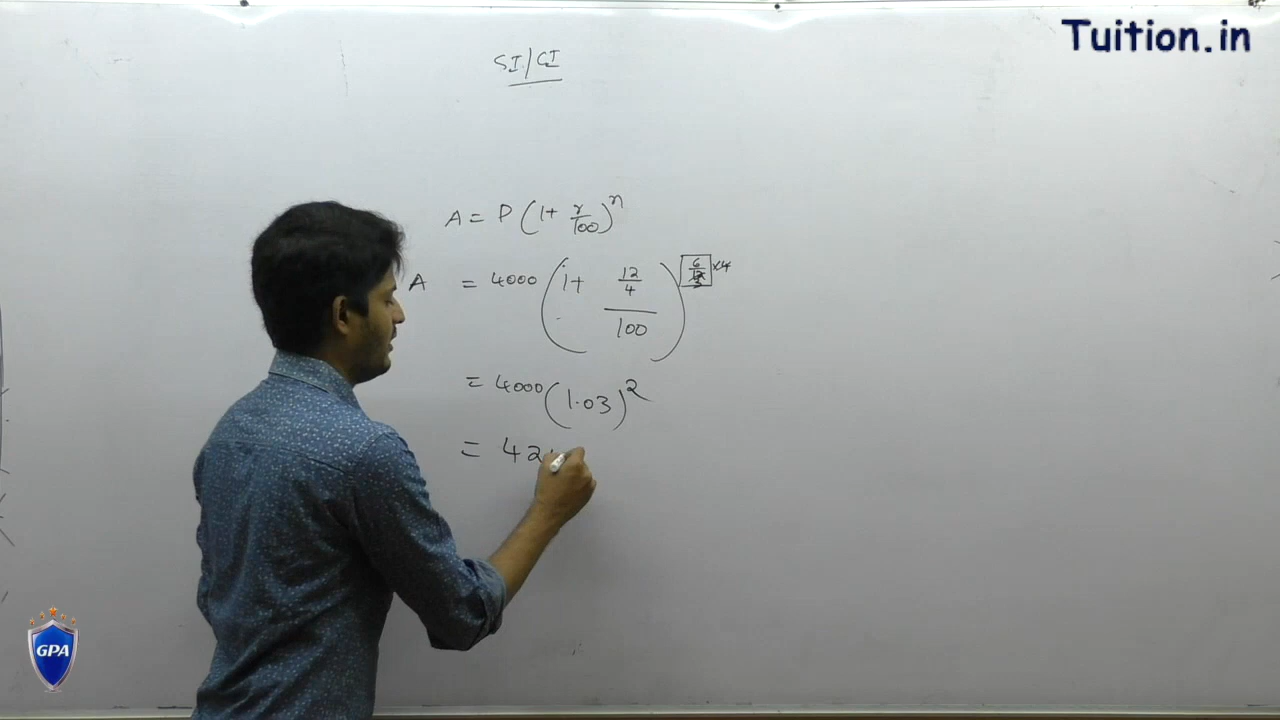 Tuition.in
SI/CI
A = P (1 + r/100)^n
A = 4000 (1 + (12/4)/100)^(6/12 × 4)
= 4000 (1.03)^2
= 42
GPA